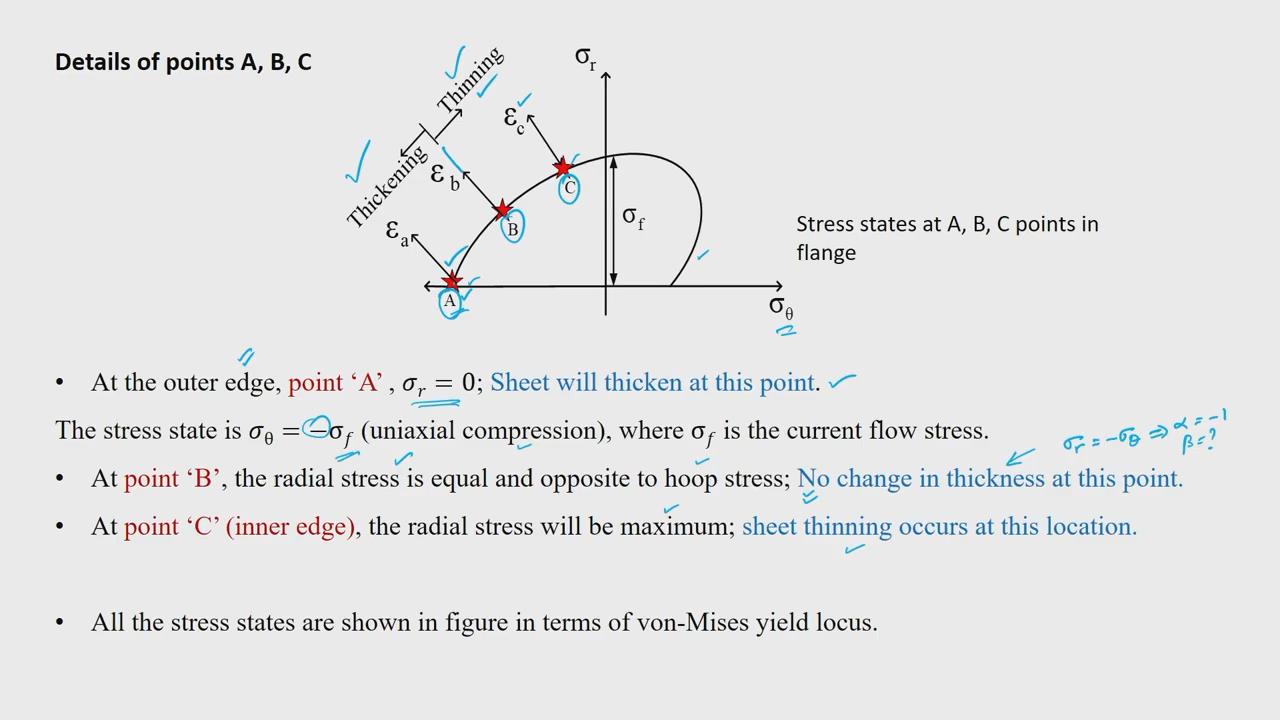 Details of points A, B, C
σr
Thinning
Thickening
εc
εb
εa
C
B
A
σf
σθ
Stress states at A, B, C points in
flange
• At the outer edge, point ‘A’ , σr = 0; Sheet will thicken at this point.
The stress state is σθ = −σf (uniaxial compression), where σf is the current flow stress.
σr = -σθ ⇒ α = -1
β = ?
• At point ‘B’, the radial stress is equal and opposite to hoop stress; No change in thickness at this point.
• At point ‘C’ (inner edge), the radial stress will be maximum; sheet thinning occurs at this location.
• All the stress states are shown in figure in terms of von-Mises yield locus.